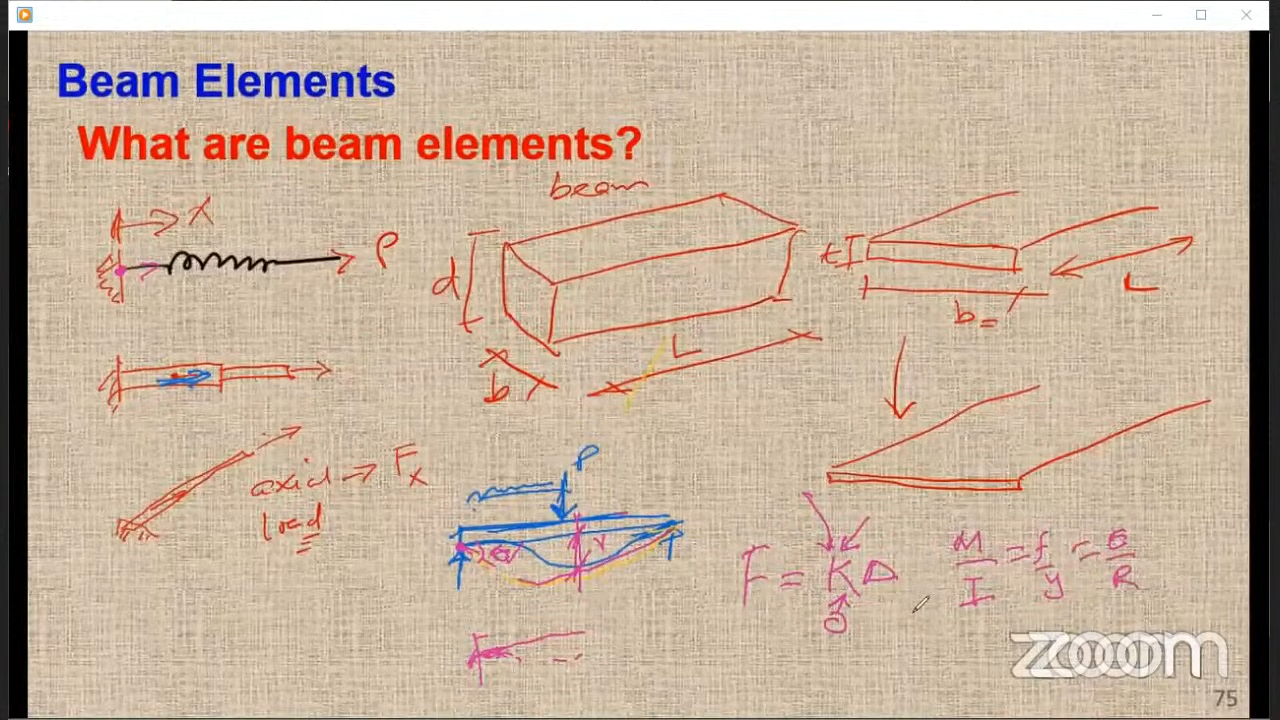 Beam Elements
What are beam elements?
beam
X
P
d
b
L
t
b =
L
axial → Fx
load
P
θ
Y
F = K Δ
M/I = f/y = E/R
zoom
75